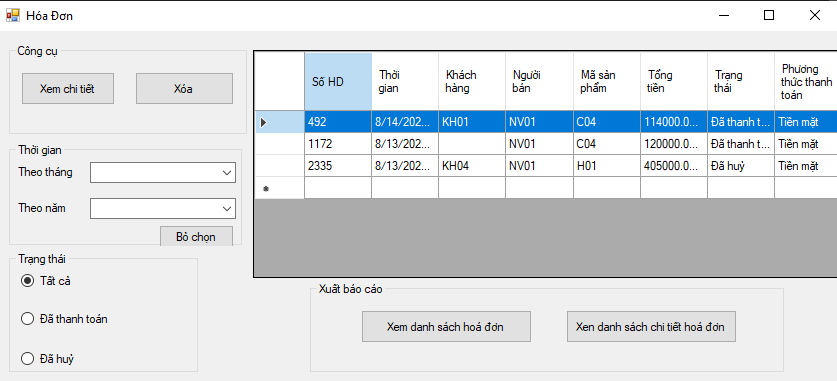 Hóa Đơn
Công cụ
Xem chi tiết Xóa
Thời gian
Theo tháng
Theo năm
Bỏ chọn
Trạng thái
Tất cả
Đã thanh toán
Đã huỷ
Số HD Thời gian Khách hàng Người bán Mã sản phẩm Tổng tiền Trạng thái Phương thức thanh toán
492 8/14/202... KH01 NV01 C04 114000.0... Đã thanh t... Tiền mặt
1172 8/13/202... NV01 C04 120000.0... Đã thanh t... Tiền mặt
2335 8/13/202... KH04 NV01 H01 405000.0... Đã huỷ Tiền mặt
Xuất báo cáo
Xem danh sách hoá đơn Xen danh sách chi tiết hoá đơn